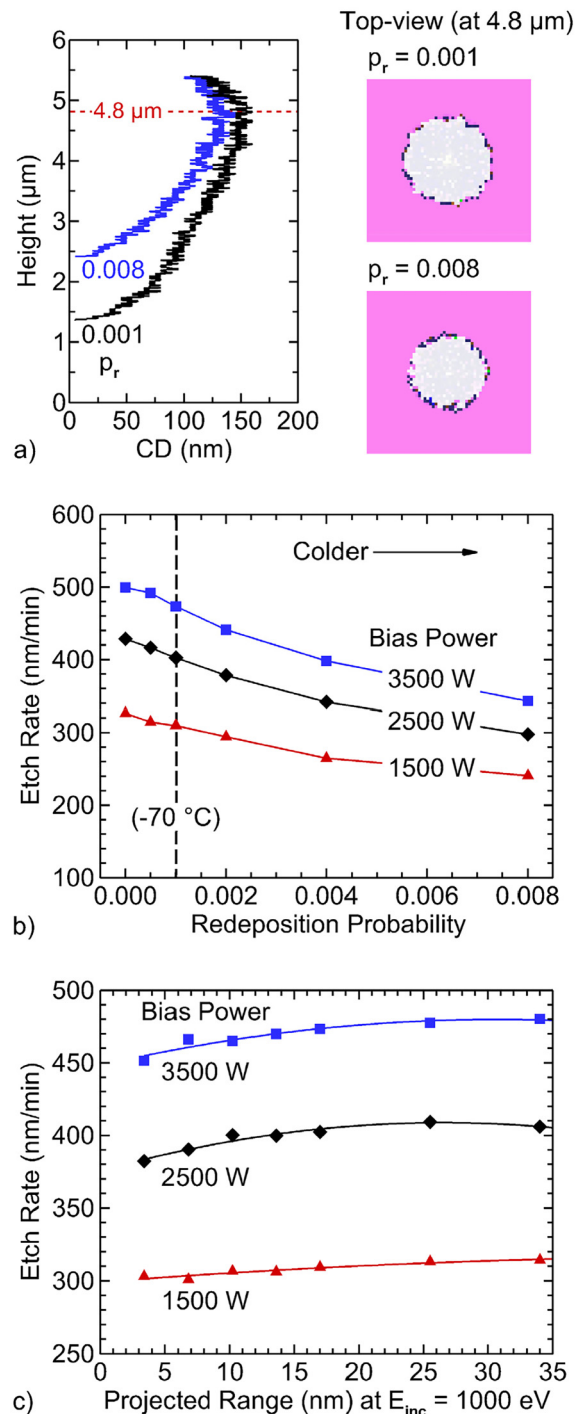 Top-view (at 4.8 µm)
p_r = 0.001
p_r = 0.008
6
5
4
3
2
1
0
Height (µm)
4.8 µm
0.008
0.001
p_r
0 50 100 150 200
CD (nm)
a)
600
500
400
300
200
100
Etch Rate (nm/min)
Colder
Bias Power
3500 W
2500 W
1500 W
(-70 °C)
0.000 0.002 0.004 0.006 0.008
Redeposition Probability
b)
500
450
400
350
300
250
Etch Rate (nm/min)
Bias Power
3500 W
2500 W
1500 W
0 5 10 15 20 25 30 35
Projected Range (nm) at E_inc = 1000 eV
c)